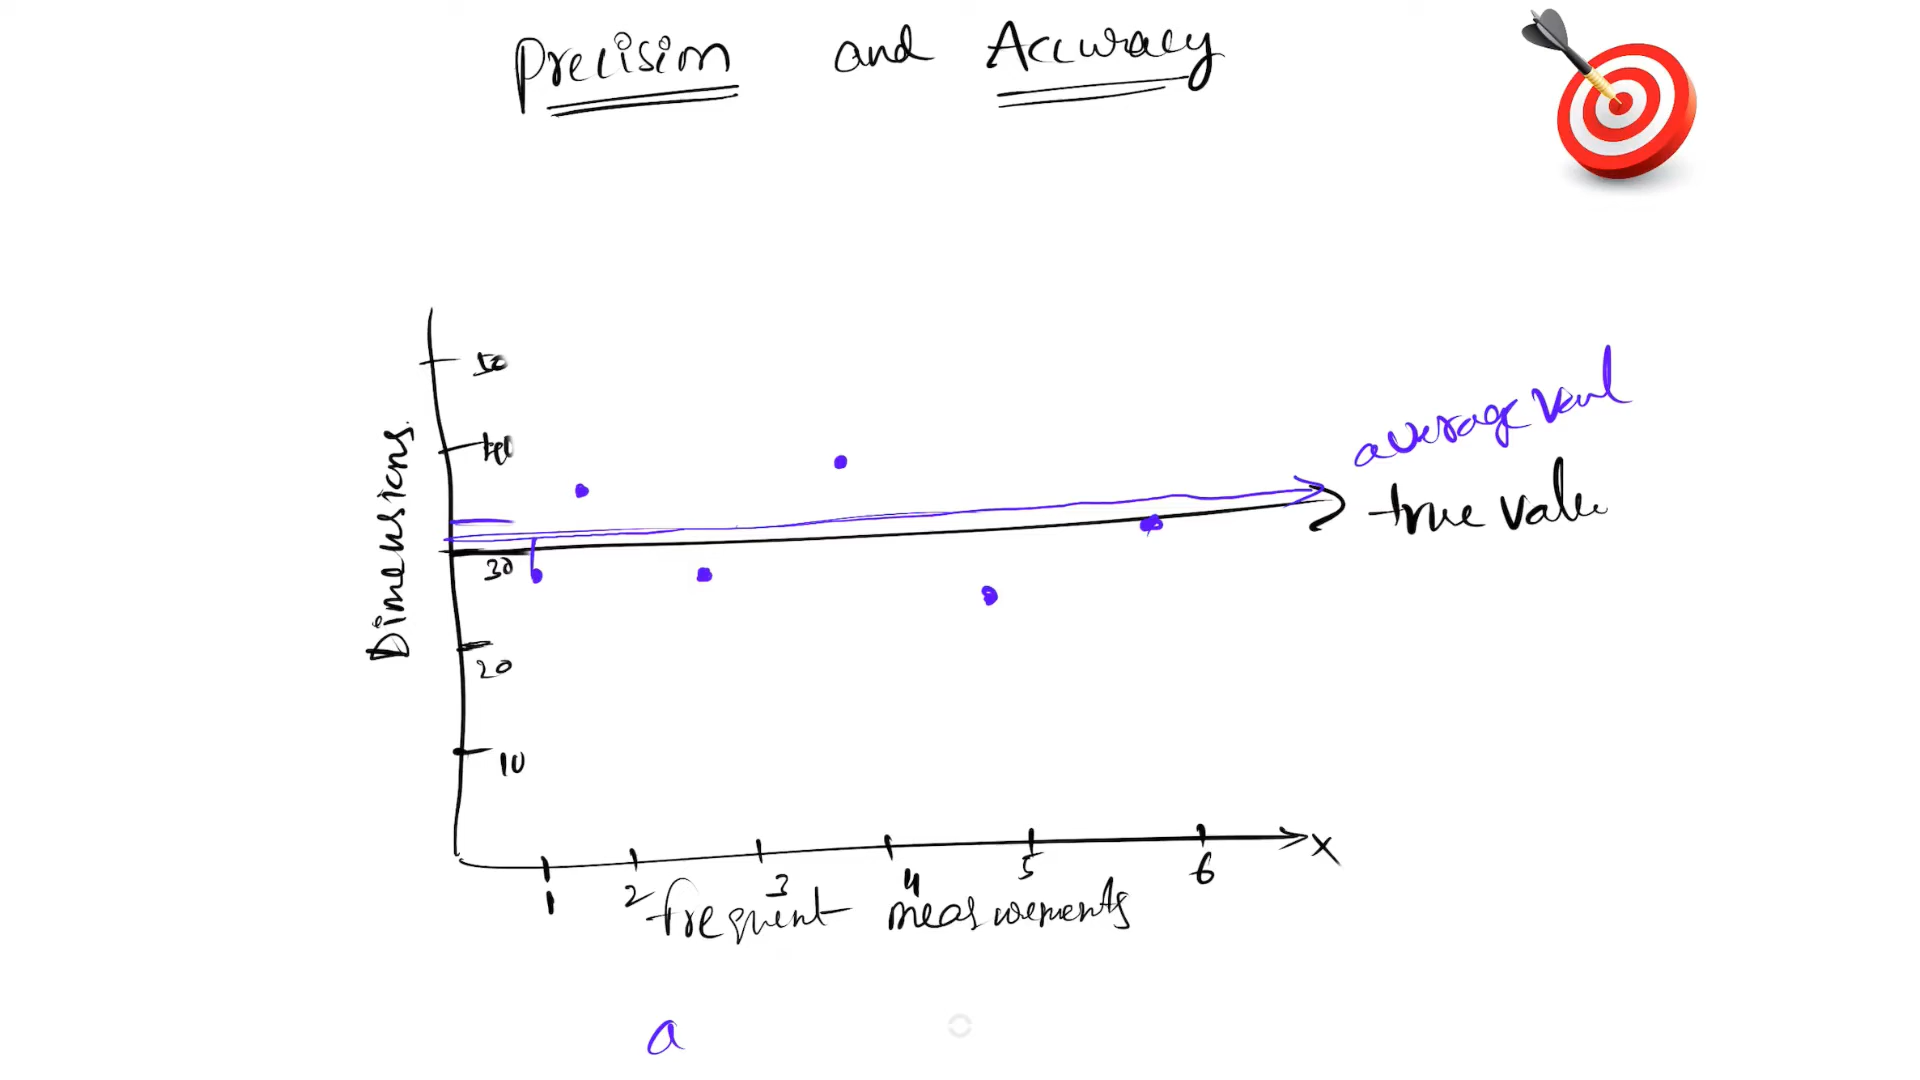 Precision and Accuracy
50
40
30
20
10
Dimensions.
average
true value
1 2 3 4 5 6 X
frequent measurements
a